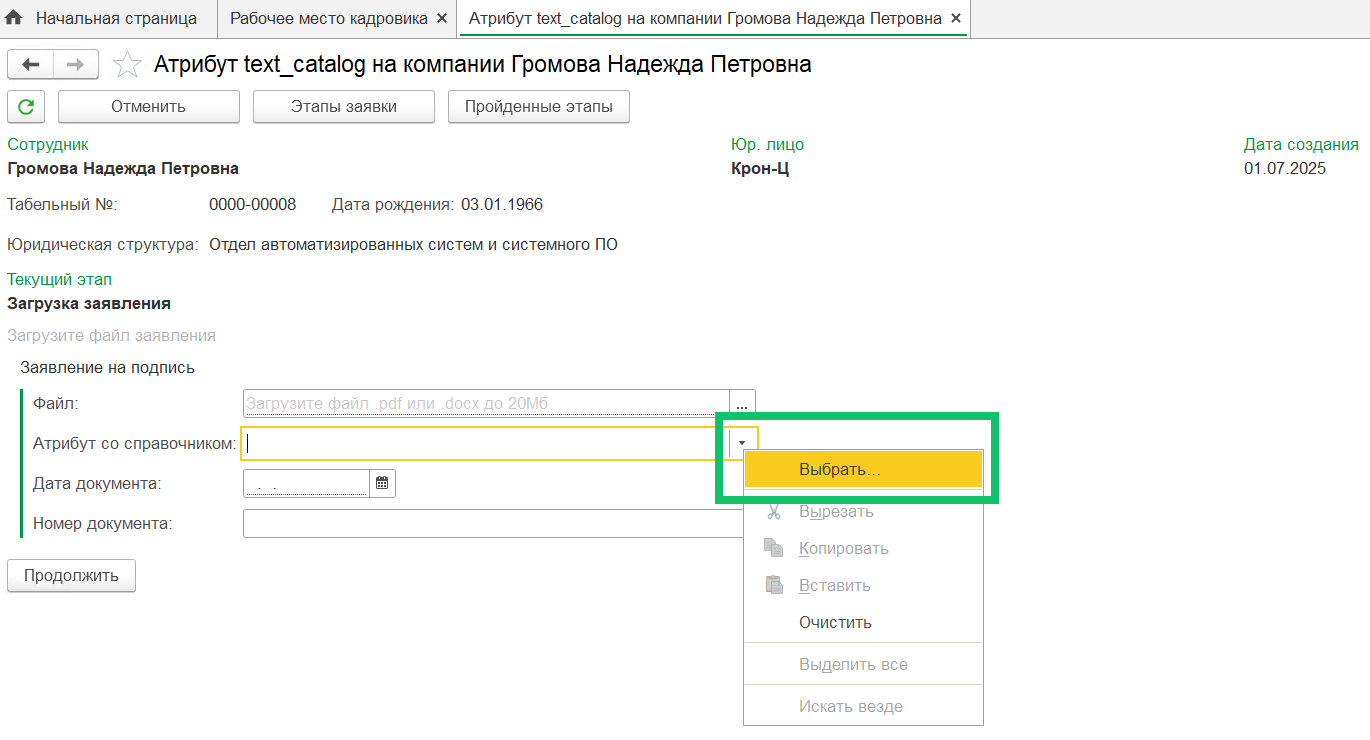 Начальная страница Рабочее место кадровика × Атрибут text_catalog на компании Громова Надежда Петровна ×
Атрибут text_catalog на компании Громова Надежда Петровна
Отменить Этапы заявки Пройденные этапы
Сотрудник Юр. лицо Дата создания
Громова Надежда Петровна Крон-Ц 01.07.2025
Табельный №: 0000-00008 Дата рождения: 03.01.1966
Юридическая структура: Отдел автоматизированных систем и системного ПО
Текущий этап
Загрузка заявления
Загрузите файл заявления
Заявление на подпись
Файл: Загрузите файл .pdf или .docx до 20Мб ...
Атрибут со справочником:
Выбрать...
Дата документа: . .
Вырезать
Номер документа:
Копировать
Продолжить
Вставить
Очистить
Выделить все
Искать везде